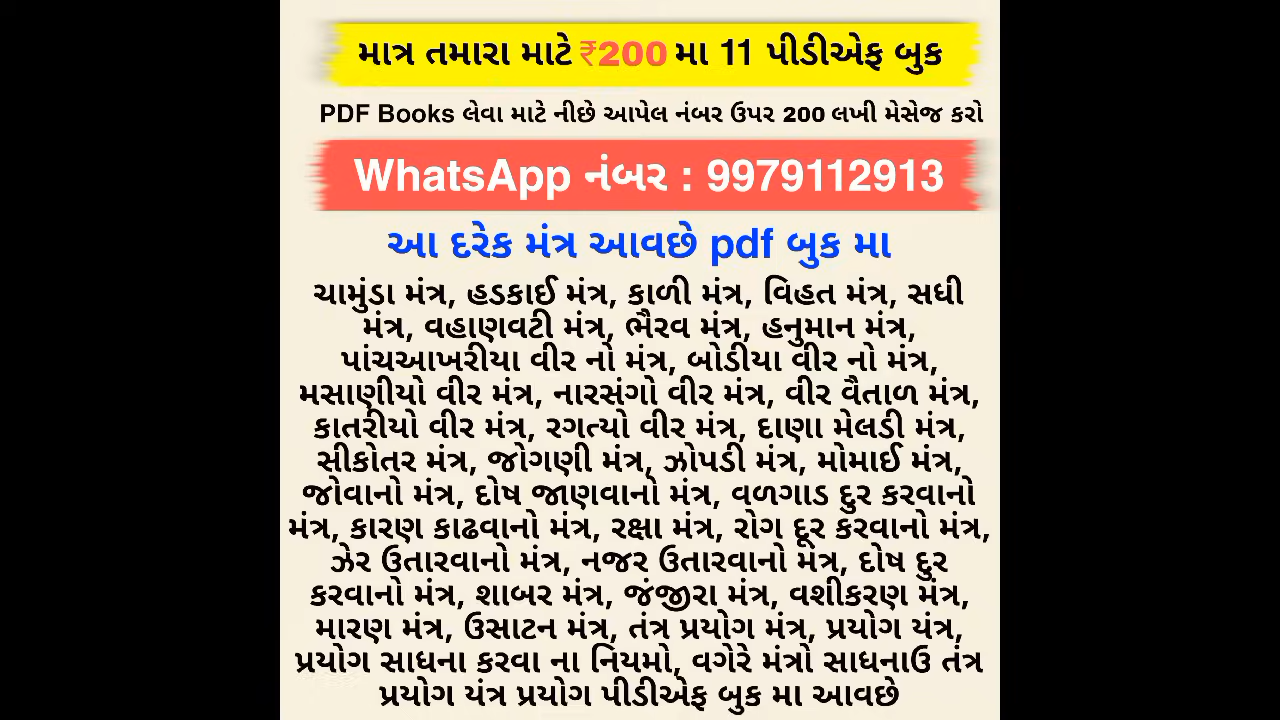 માત્ર તમારા માટે ₹200 મા 11 પીડીએફ બુક
PDF Books લેવા માટે નીછે આપેલ નંબર ઉપર 200 લખી મેસેજ કરો
WhatsApp નંબર : 9979112913
આ દરેક મંત્ર આવછે pdf બુક મા
ચામુંડા મંત્ર, હડકાઈ મંત્ર, કાળી મંત્ર, વિહત મંત્ર, સધી
મંત્ર, વહાણવટી મંત્ર, ભૈરવ મંત્ર, હનુમાન મંત્ર,
પાંચઆખરીયા વીર નો મંત્ર, બોડીયા વીર નો મંત્ર,
મસાણીયો વીર મંત્ર, નારસંગો વીર મંત્ર, વીર વૈતાળ મંત્ર,
કાતરીયો વીર મંત્ર, રગત્યો વીર મંત્ર, દાણા મેલડી મંત્ર,
સીકોતર મંત્ર, જોગણી મંત્ર, ઝોપડી મંત્ર, મોમાઈ મંત્ર,
જોવાનો મંત્ર, દોષ જાણવાનો મંત્ર, વળગાડ દુર કરવાનો
મંત્ર, કારણ કાઢવાનો મંત્ર, રક્ષા મંત્ર, રોગ દૂર કરવાનો મંત્ર,
ઝેર ઉતારવાનો મંત્ર, નજર ઉતારવાનો મંત્ર, દોષ દુર
કરવાનો મંત્ર, શાબર મંત્ર, જંજીરા મંત્ર, વશીકરણ મંત્ર,
મારણ મંત્ર, ઉસાટન મંત્ર, તંત્ર પ્રયોગ મંત્ર, પ્રયોગ યંત્ર,
પ્રયોગ સાધના કરવા ના નિયમો, વગેરે મંત્રો સાધનાઉ તંત્ર
પ્રયોગ યંત્ર પ્રયોગ પીડીએફ બુક મા આવછે